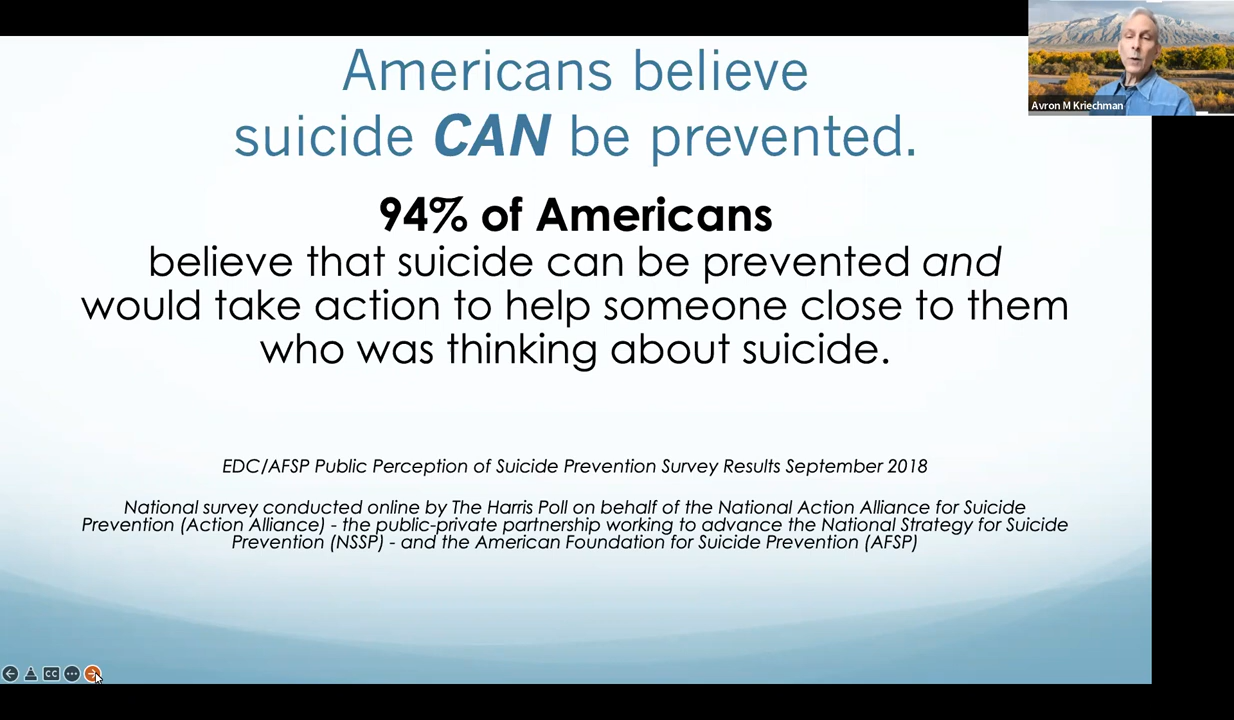 Americans believe
suicide CAN be prevented.
94% of Americans
believe that suicide can be prevented and
would take action to help someone close to them
who was thinking about suicide.
EDC/AFSP Public Perception of Suicide Prevention Survey Results September 2018
National survey conducted online by The Harris Poll on behalf of the National Action Alliance for Suicide
Prevention (Action Alliance) - the public-private partnership working to advance the National Strategy for Suicide
Prevention (NSSP) - and the American Foundation for Suicide Prevention (AFSP)
Avron M Kriechman
CC